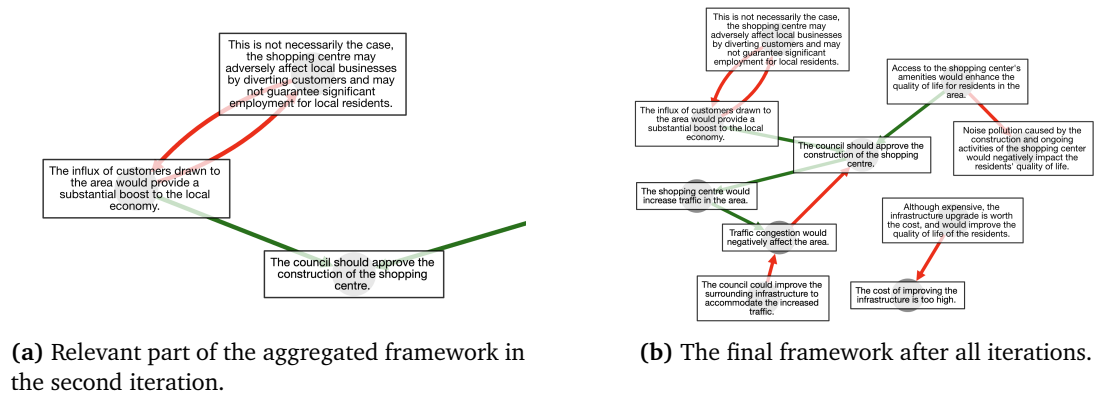 This is not necessarily the case,
the shopping centre may
adversely affect local businesses
by diverting customers and may
not guarantee significant
employment for local residents.
The influx of customers drawn to
the area would provide a
substantial boost to the local
economy.
The council should approve the
construction of the shopping
centre.
(a) Relevant part of the aggregated framework in
the second iteration.
This is not necessarily the case,
the shopping centre may
adversely affect local businesses
by diverting customers and may
not guarantee significant
employment for local residents.
Access to the shopping center's
amenities would enhance the
quality of life for residents in the
area.
The influx of customers drawn to
the area would provide a
substantial boost to the local
economy.
Noise pollution caused by the
construction and ongoing
activities of the shopping center
would negatively impact the
residents' quality of life.
The council should approve the
construction of the shopping
centre.
The shopping centre would
increase traffic in the area.
Although expensive, the
infrastructure upgrade is worth
the cost, and would improve the
quality of life of the residents.
Traffic congestion would
negatively affect the area.
The council could improve the
surrounding infrastructure to
accommodate the increased
traffic.
The cost of improving the
infrastructure is too high.
(b) The final framework after all iterations.